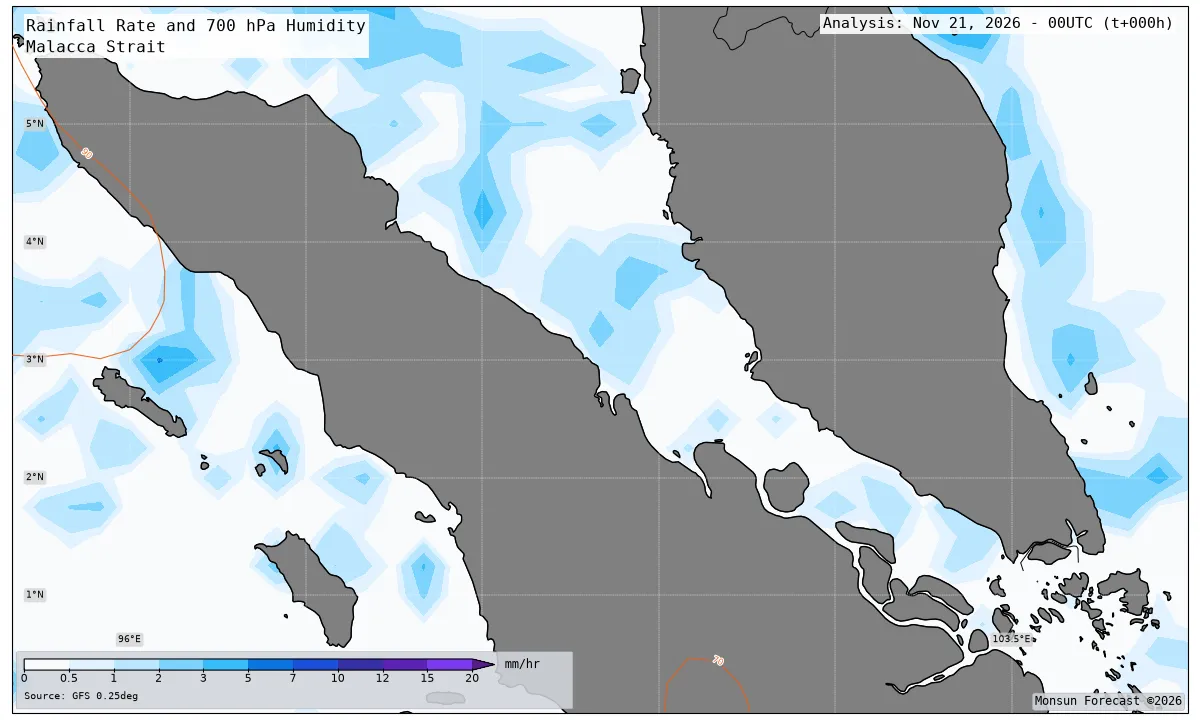 Rainfall Rate and 700 hPa Humidity
Malacca Strait
Analysis: Nov 21, 2026 - 00UTC (t+000h)
5°N
90
4°N
3°N
2°N
1°N
96°E
103.5°E
70
mm/hr
0 0.5 1 2 3 5 7 10 12 15 20
Source: GFS 0.25deg
Monsun Forecast ©2026